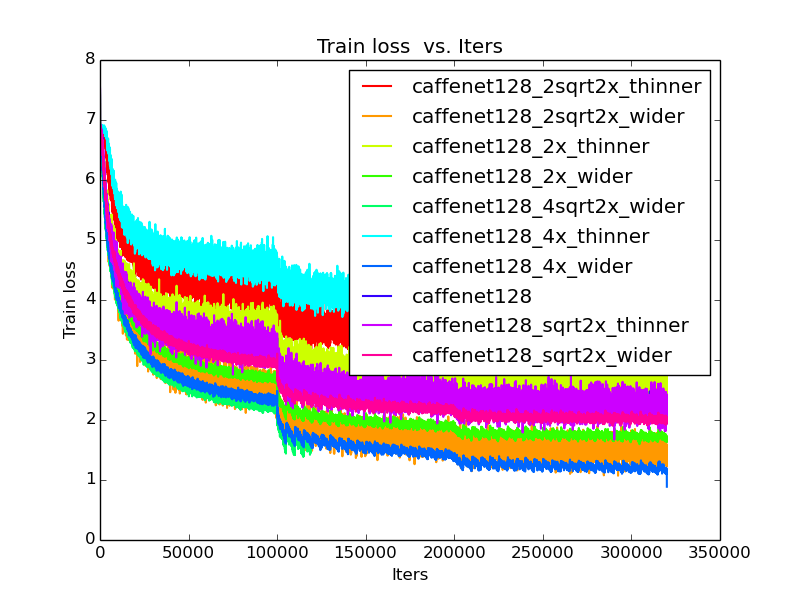 Train loss  vs. Iters
8
7
6
5
4
3
2
1
0
Train loss
caffenet128_2sqrt2x_thinner
caffenet128_2sqrt2x_wider
caffenet128_2x_thinner
caffenet128_2x_wider
caffenet128_4sqrt2x_wider
caffenet128_4x_thinner
caffenet128_4x_wider
caffenet128
caffenet128_sqrt2x_thinner
caffenet128_sqrt2x_wider
0 50000 100000 150000 200000 250000 300000 350000
Iters